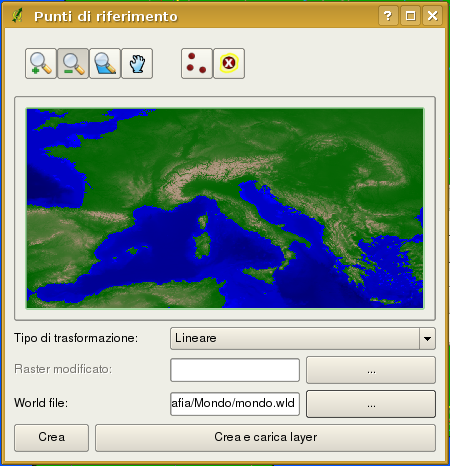 Punti di riferimento
Tipo di trasformazione: Lineare
Raster modificato: ...
World file: afia/Mondo/mondo.wld ...
Crea Crea e carica layer